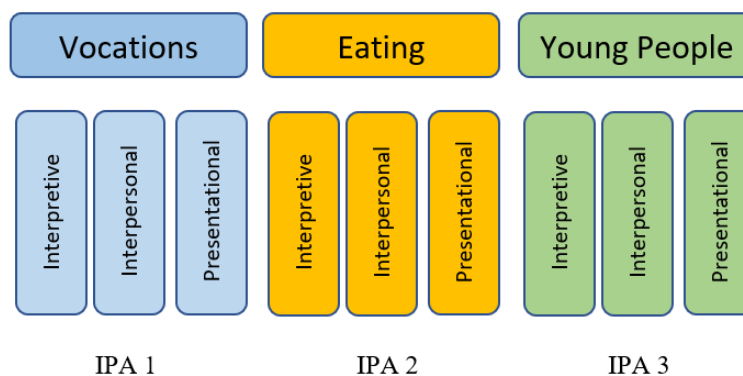 Vocations
Eating
Young People
Interpretive
Interpersonal
Presentational
Interpretive
Interpersonal
Presentational
Interpretive
Interpersonal
Presentational
IPA 1
IPA 2
IPA 3